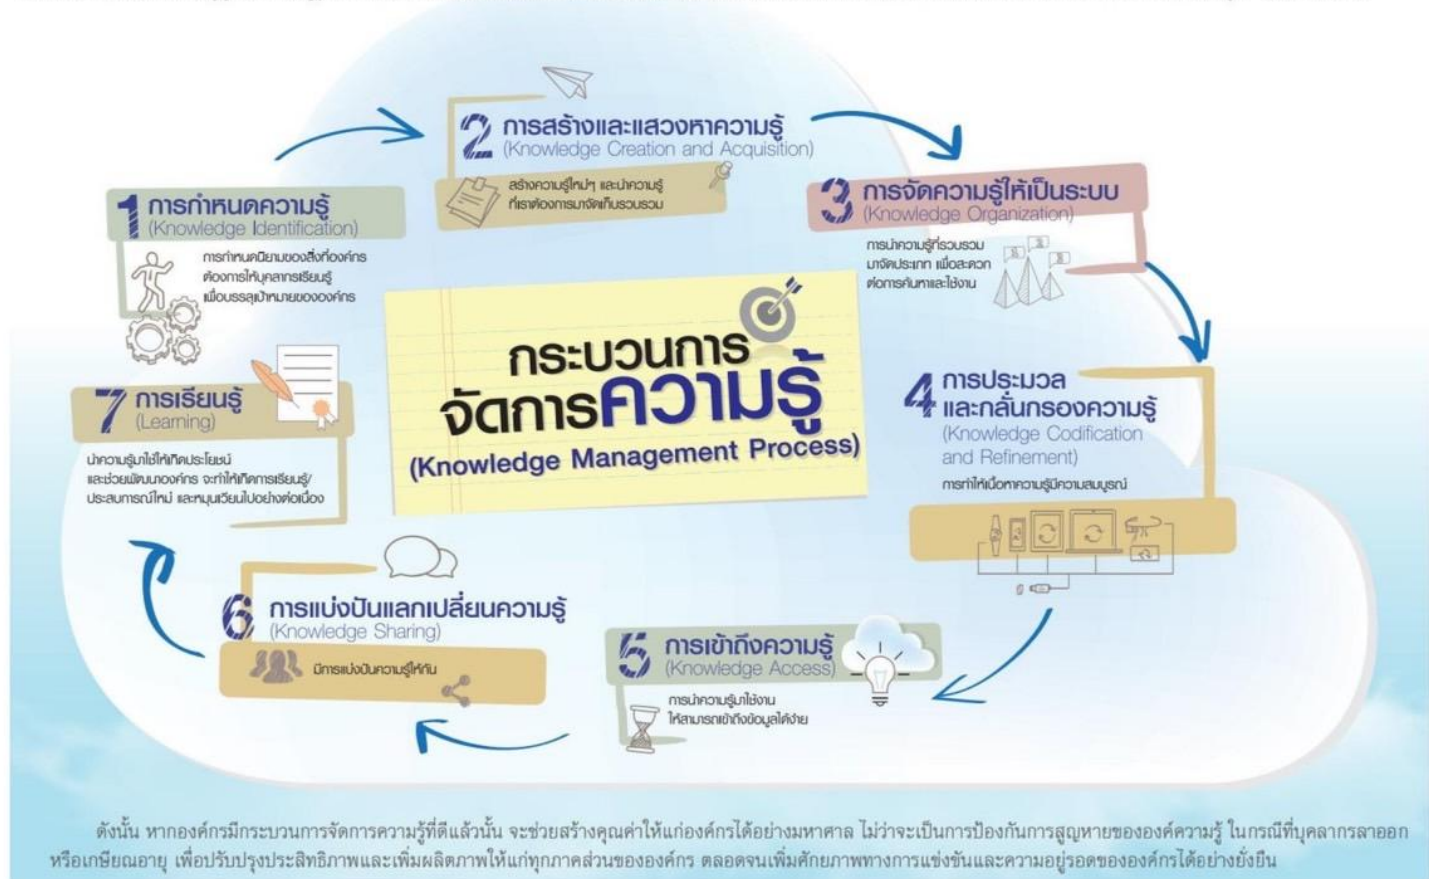 1 การกำหนดความรู้
(Knowledge Identification)
การกำหนดนิยามของสิ่งที่องค์กร
ต้องการให้บุคลากรเรียนรู้
เพื่อบรรลุเป้าหมายขององค์กร
2 การสร้างและแสวงหาความรู้
(Knowledge Creation and Acquisition)
สร้างความรู้ใหม่ๆ และนำความรู้
ที่เราต้องการมาจัดเก็บรวบรวม
3 การจัดความรู้ให้เป็นระบบ
(Knowledge Organization)
การนำความรู้ที่รวบรวม
มาจัดประเภท เพื่อสะดวก
ต่อการค้นหาและใช้งาน
กระบวนการ
จัดการความรู้
(Knowledge Management Process)
4 การประมวล
และกลั่นกรองความรู้
(Knowledge Codification
and Refinement)
การทำให้เนื้อหาความรู้มีความสมบูรณ์
5 การเข้าถึงความรู้
(Knowledge Access)
การนำความรู้มาใช้งาน
ให้สามารถเข้าถึงข้อมูลได้ง่าย
6 การแบ่งปันแลกเปลี่ยนความรู้
(Knowledge Sharing)
มีการแบ่งปันความรู้ให้กัน
7 การเรียนรู้
(Learning)
นำความรู้มาใช้ให้เกิดประโยชน์
และช่วยพัฒนาองค์กร จะทำให้เกิดการเรียนรู้/
ประสบการณ์ใหม่ และหมุนเวียนไปอย่างต่อเนื่อง
ดังนั้น หากองค์กรมีกระบวนการจัดการความรู้ที่ดีแล้วนั้น จะช่วยสร้างคุณค่าให้แก่องค์กรได้อย่างมหาศาล ไม่ว่าจะเป็นการป้องกันการสูญหายขององค์ความรู้ ในกรณีที่บุคลากรลาออก
หรือเกษียณอายุ เพื่อปรับปรุงประสิทธิภาพและเพิ่มผลิตภาพให้แก่ทุกภาคส่วนขององค์กร ตลอดจนเพิ่มศักยภาพทางการแข่งขันและความอยู่รอดขององค์กรได้อย่างยั่งยืน